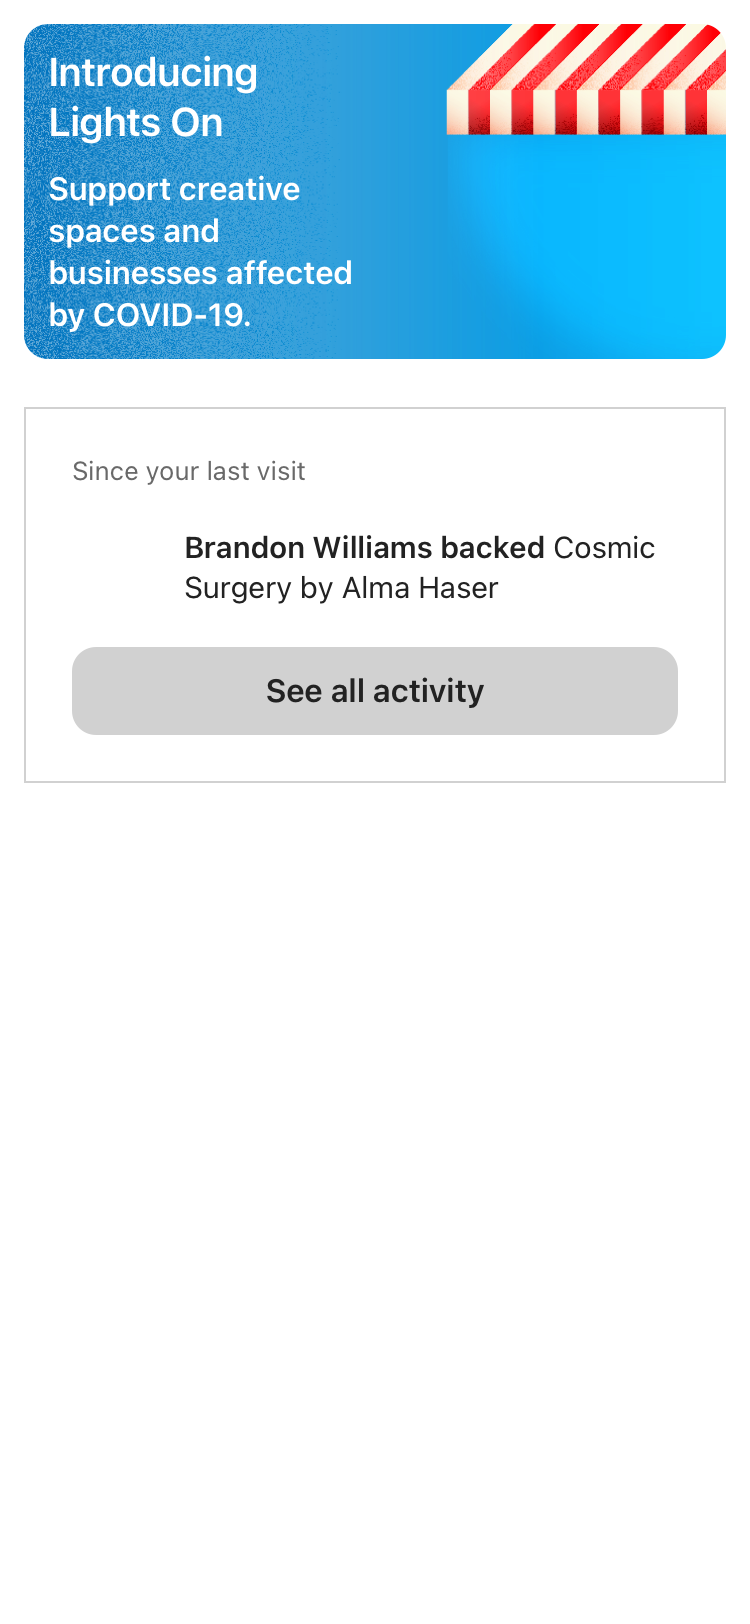 Introducing
Lights On
Support creative
spaces and
businesses affected
by COVID-19.
Since your last visit
Brandon Williams backed Cosmic
Surgery by Alma Haser
See all activity